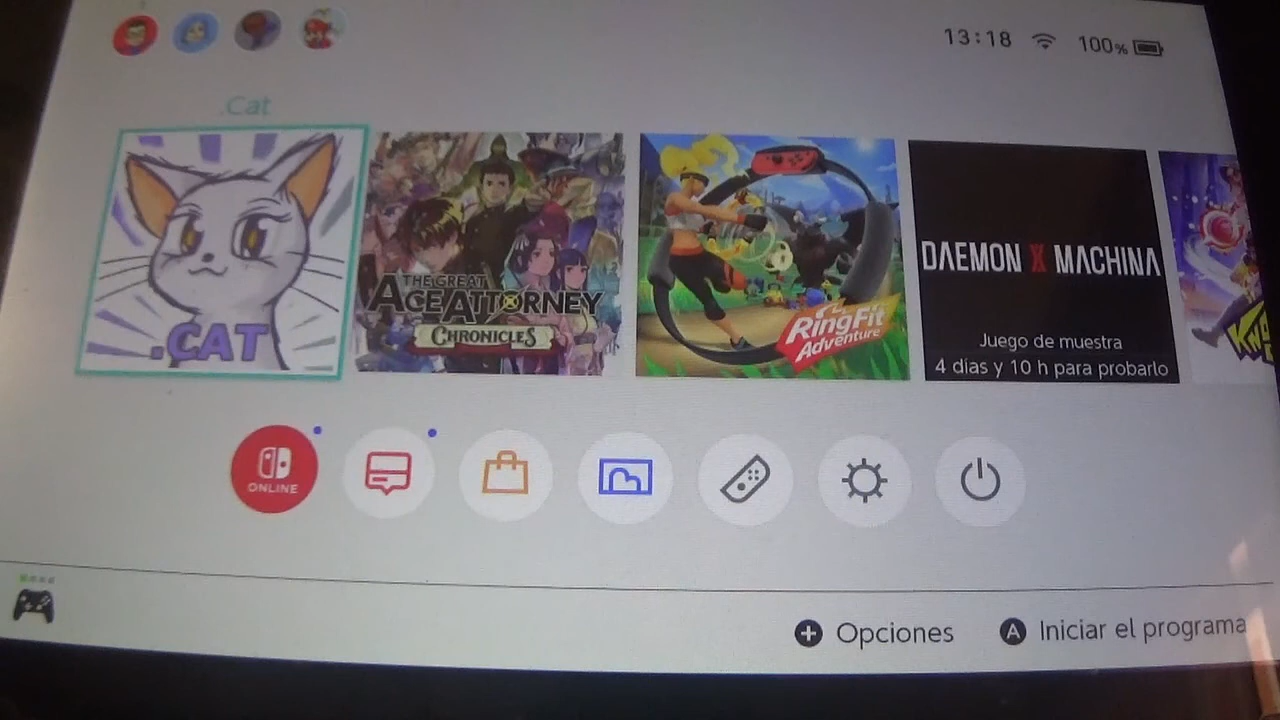 13:18 100%
.Cat
.CAT
THE GREAT
ACE ATTORNEY
CHRONICLES
RingFit
Adventure
DAEMON X MACHINA
Juego de muestra
4 días y 10 h para probarlo
ONLINE
Opciones
Iniciar el programa